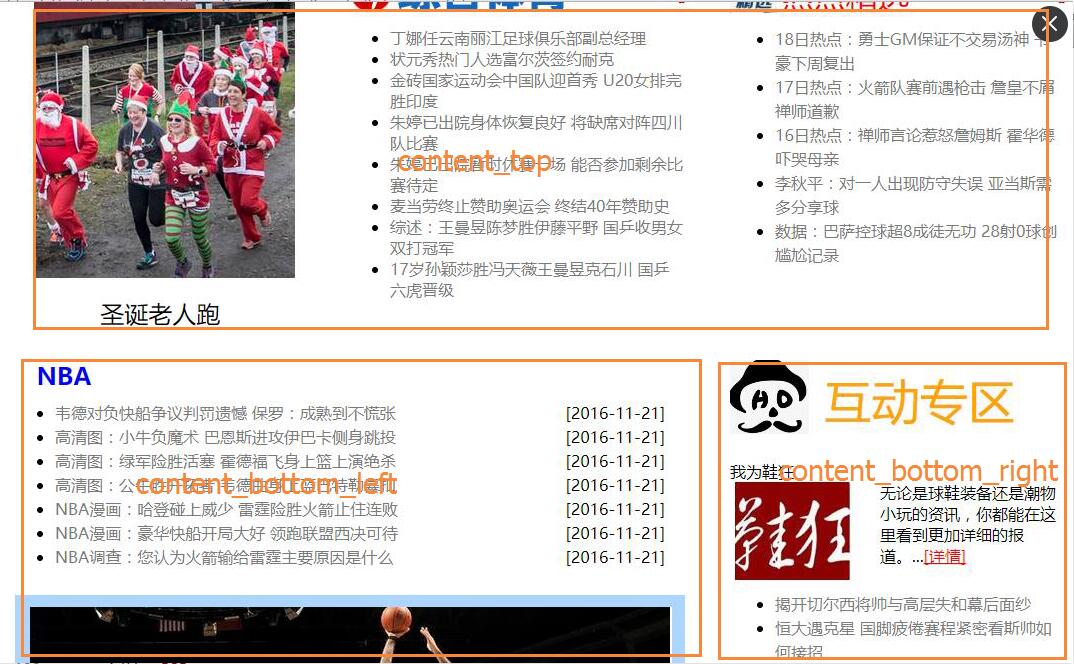 丁娜任云南丽江足球俱乐部副总经理
状元秀热门人选富尔茨签约耐克
金砖国家运动会中国队迎首秀 U20女排完
胜印度
朱婷已出院身体恢复良好 将缺席对阵四川
队比赛
能否参加剩余比
赛待定
麦当劳终止赞助奥运会 终结40年赞助史
综述：王曼昱陈梦胜伊藤平野 国乒收男女
双打冠军
17岁孙颖莎胜冯天薇王曼昱克石川 国乒
六虎晋级
content_top
18日热点：勇士GM保证不交易汤神 韦
豪下周复出
17日热点：火箭队赛前遇枪击 詹皇不屑
禅师道歉
16日热点：禅师言论惹怒詹姆斯 霍华德
吓哭母亲
李秋平：对一人出现防守失误 亚当斯需
多分享球
数据：巴萨控球超8成徒无功 28射0球创
尴尬记录
圣诞老人跑
NBA
韦德对负快船争议判罚遗憾 保罗：成熟到不慌张 [2016-11-21]
高清图：小牛负魔术 巴恩斯进攻伊巴卡侧身跳投 [2016-11-21]
高清图：绿军险胜活塞 霍德福飞身上篮上演绝杀 [2016-11-21]
高清图： [2016-11-21]
content_bottom_left
NBA漫画：哈登碰上威少 雷霆险胜火箭止住连败 [2016-11-21]
NBA漫画：豪华快船开局大好 领跑联盟西决可待 [2016-11-21]
NBA调查：您认为火箭输给雷霆主要原因是什么 [2016-11-21]
互动专区
我为鞋狂
content_bottom_right
鞋狂
无论是球鞋装备还是潮物
小玩的资讯，你都能在这
里看到更加详细的报
道。...[详情]
揭开切尔西将帅与高层失和幕后面纱
恒大遇克星 国脚疲倦赛程紧密看斯帅如
何接招